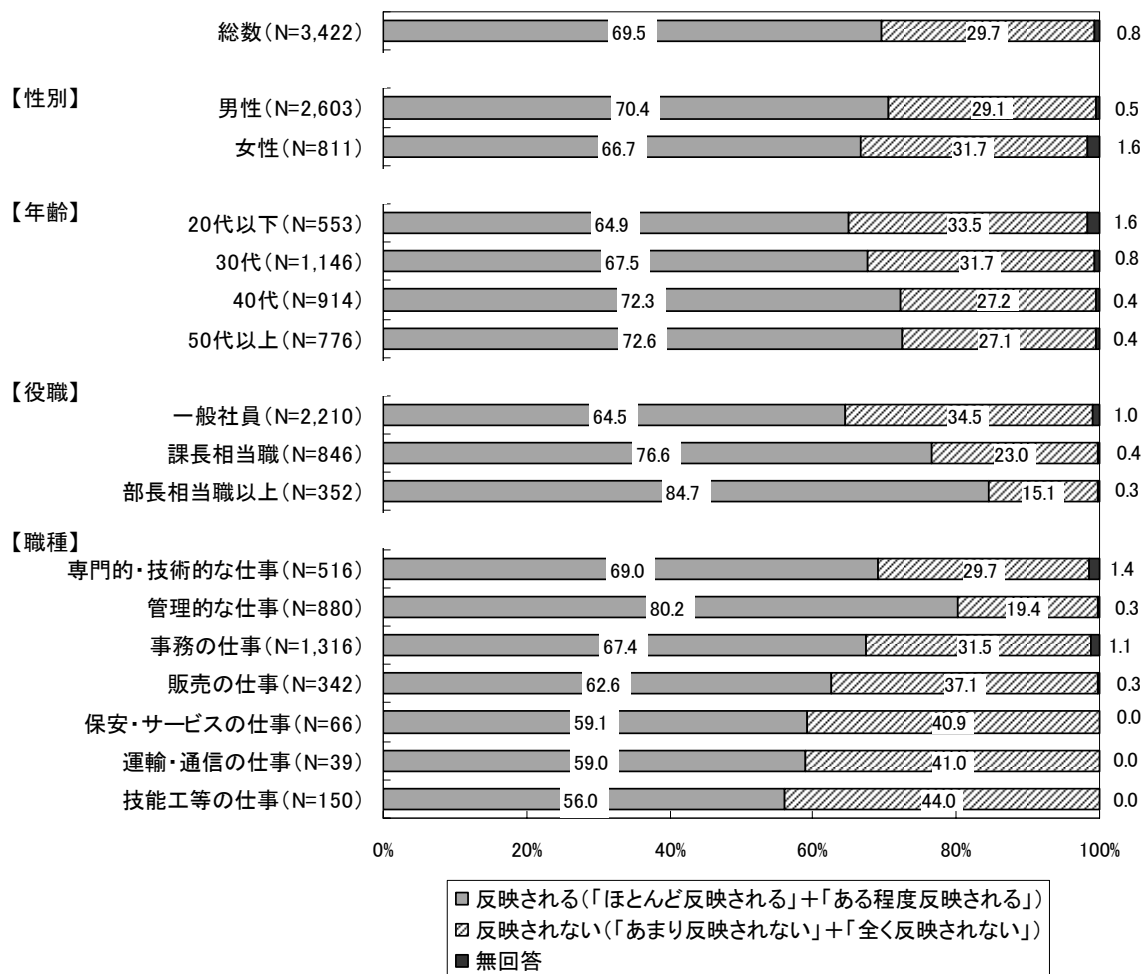 総数(N=3,422) 69.5 29.7 0.8
【性別】
男性(N=2,603) 70.4 29.1 0.5
女性(N=811) 66.7 31.7 1.6
【年齢】
20代以下(N=553) 64.9 33.5 1.6
30代(N=1,146) 67.5 31.7 0.8
40代(N=914) 72.3 27.2 0.4
50代以上(N=776) 72.6 27.1 0.4
【役職】
一般社員(N=2,210) 64.5 34.5 1.0
課長相当職(N=846) 76.6 23.0 0.4
部長相当職以上(N=352) 84.7 15.1 0.3
【職種】
専門的・技術的な仕事(N=516) 69.0 29.7 1.4
管理的な仕事(N=880) 80.2 19.4 0.3
事務の仕事(N=1,316) 67.4 31.5 1.1
販売の仕事(N=342) 62.6 37.1 0.3
保安・サービスの仕事(N=66) 59.1 40.9 0.0
運輸・通信の仕事(N=39) 59.0 41.0 0.0
技能工等の仕事(N=150) 56.0 44.0 0.0
0% 20% 40% 60% 80% 100%
反映される(「ほとんど反映される」+「ある程度反映される」)
反映されない(「あまり反映されない」+「全く反映されない」)
無回答